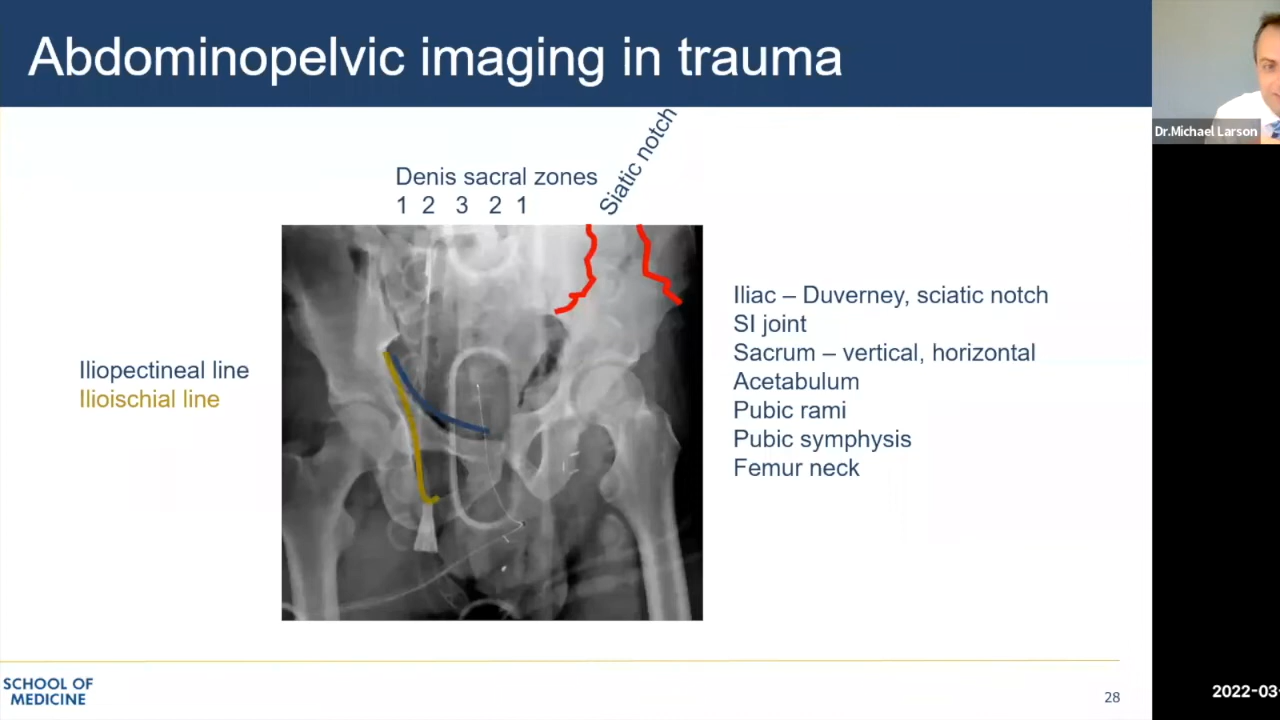 Abdominopelvic imaging in trauma
Dr.Michael Larson
Siatic notch
Denis sacral zones
1 2 3 2 1
Iliopectineal line
Ilioischial line
Iliac – Duverney, sciatic notch
SI joint
Sacrum – vertical, horizontal
Acetabulum
Pubic rami
Pubic symphysis
Femur neck
SCHOOL OF
MEDICINE
28
2022-03-